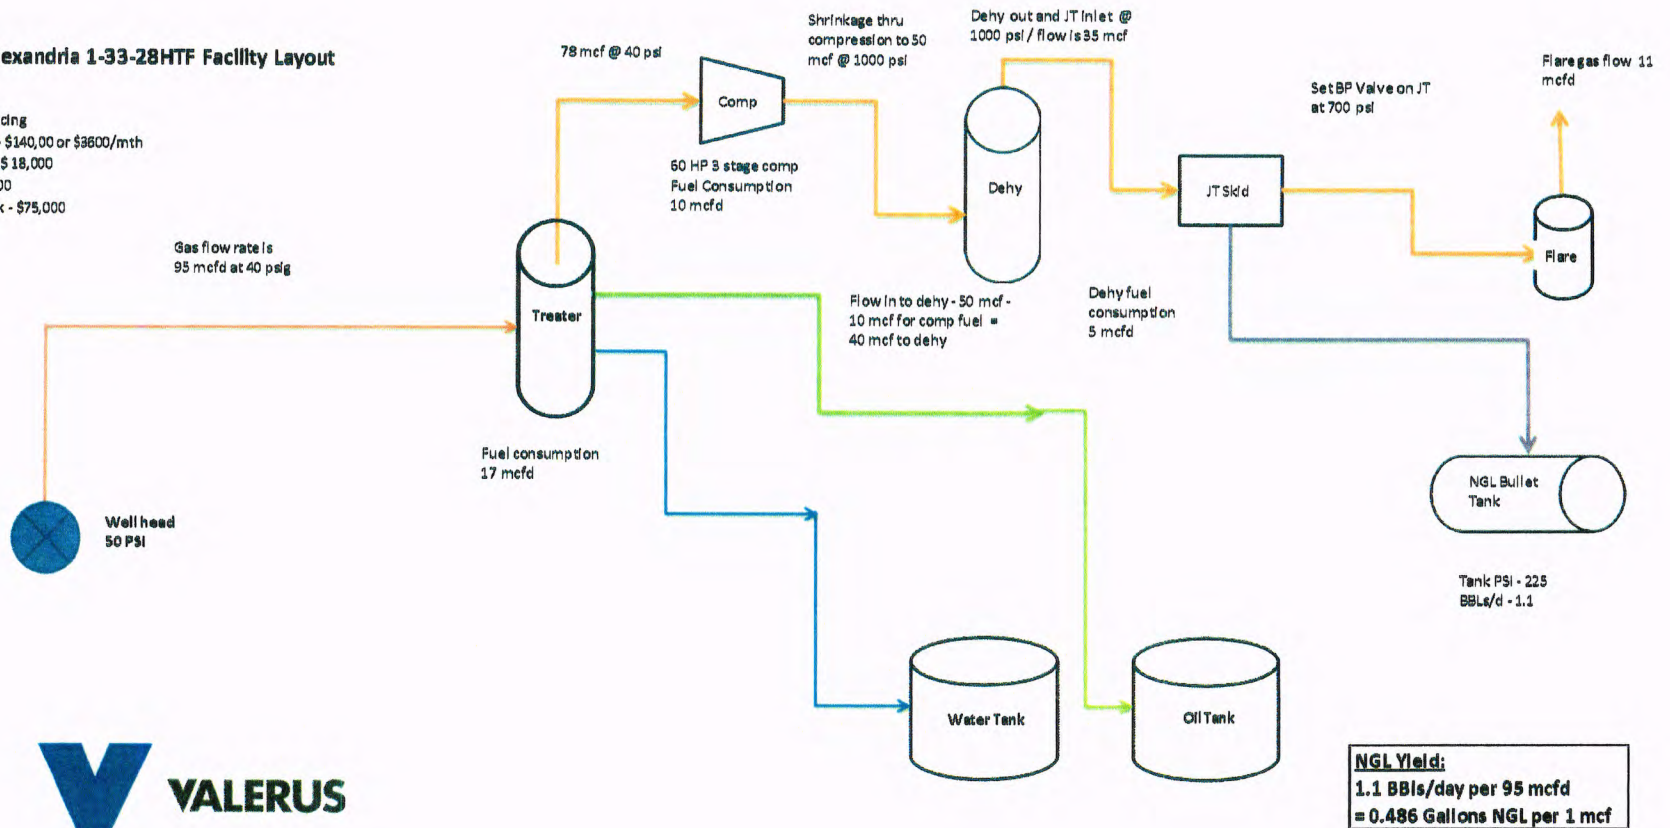 exandria 1-33-28HTF Facility Layout
cing
- $140,00 or $3600/mth
$ 18,000
00
k - $75,000
Gas flow rate is
95 mcfd at 40 psig
78 mcf @ 40 psi
Shrinkage thru
compression to 50
mcf @ 1000 psi
Dehy out and JT Inlet @
1000 psi / flow is 35 mcf
Set BP Valve on JT
at 700 psi
Flare gas flow 11
mcfd
Comp
60 HP 3 stage comp
Fuel Consumption
10 mcfd
Dehy
JT Skid
Flare
Treater
Flow in to dehy - 50 mcf -
10 mcf for comp fuel =
40 mcf to dehy
Dehy fuel
consumption
5 mcfd
Fuel consumption
17 mcfd
Well head
50 PSI
NGL Bullet
Tank
Tank PSI - 225
BBLs/d - 1.1
Water Tank
Oil Tank
VALERUS
NGL Yield:
1.1 BBls/day per 95 mcfd
= 0.486 Gallons NGL per 1 mcf